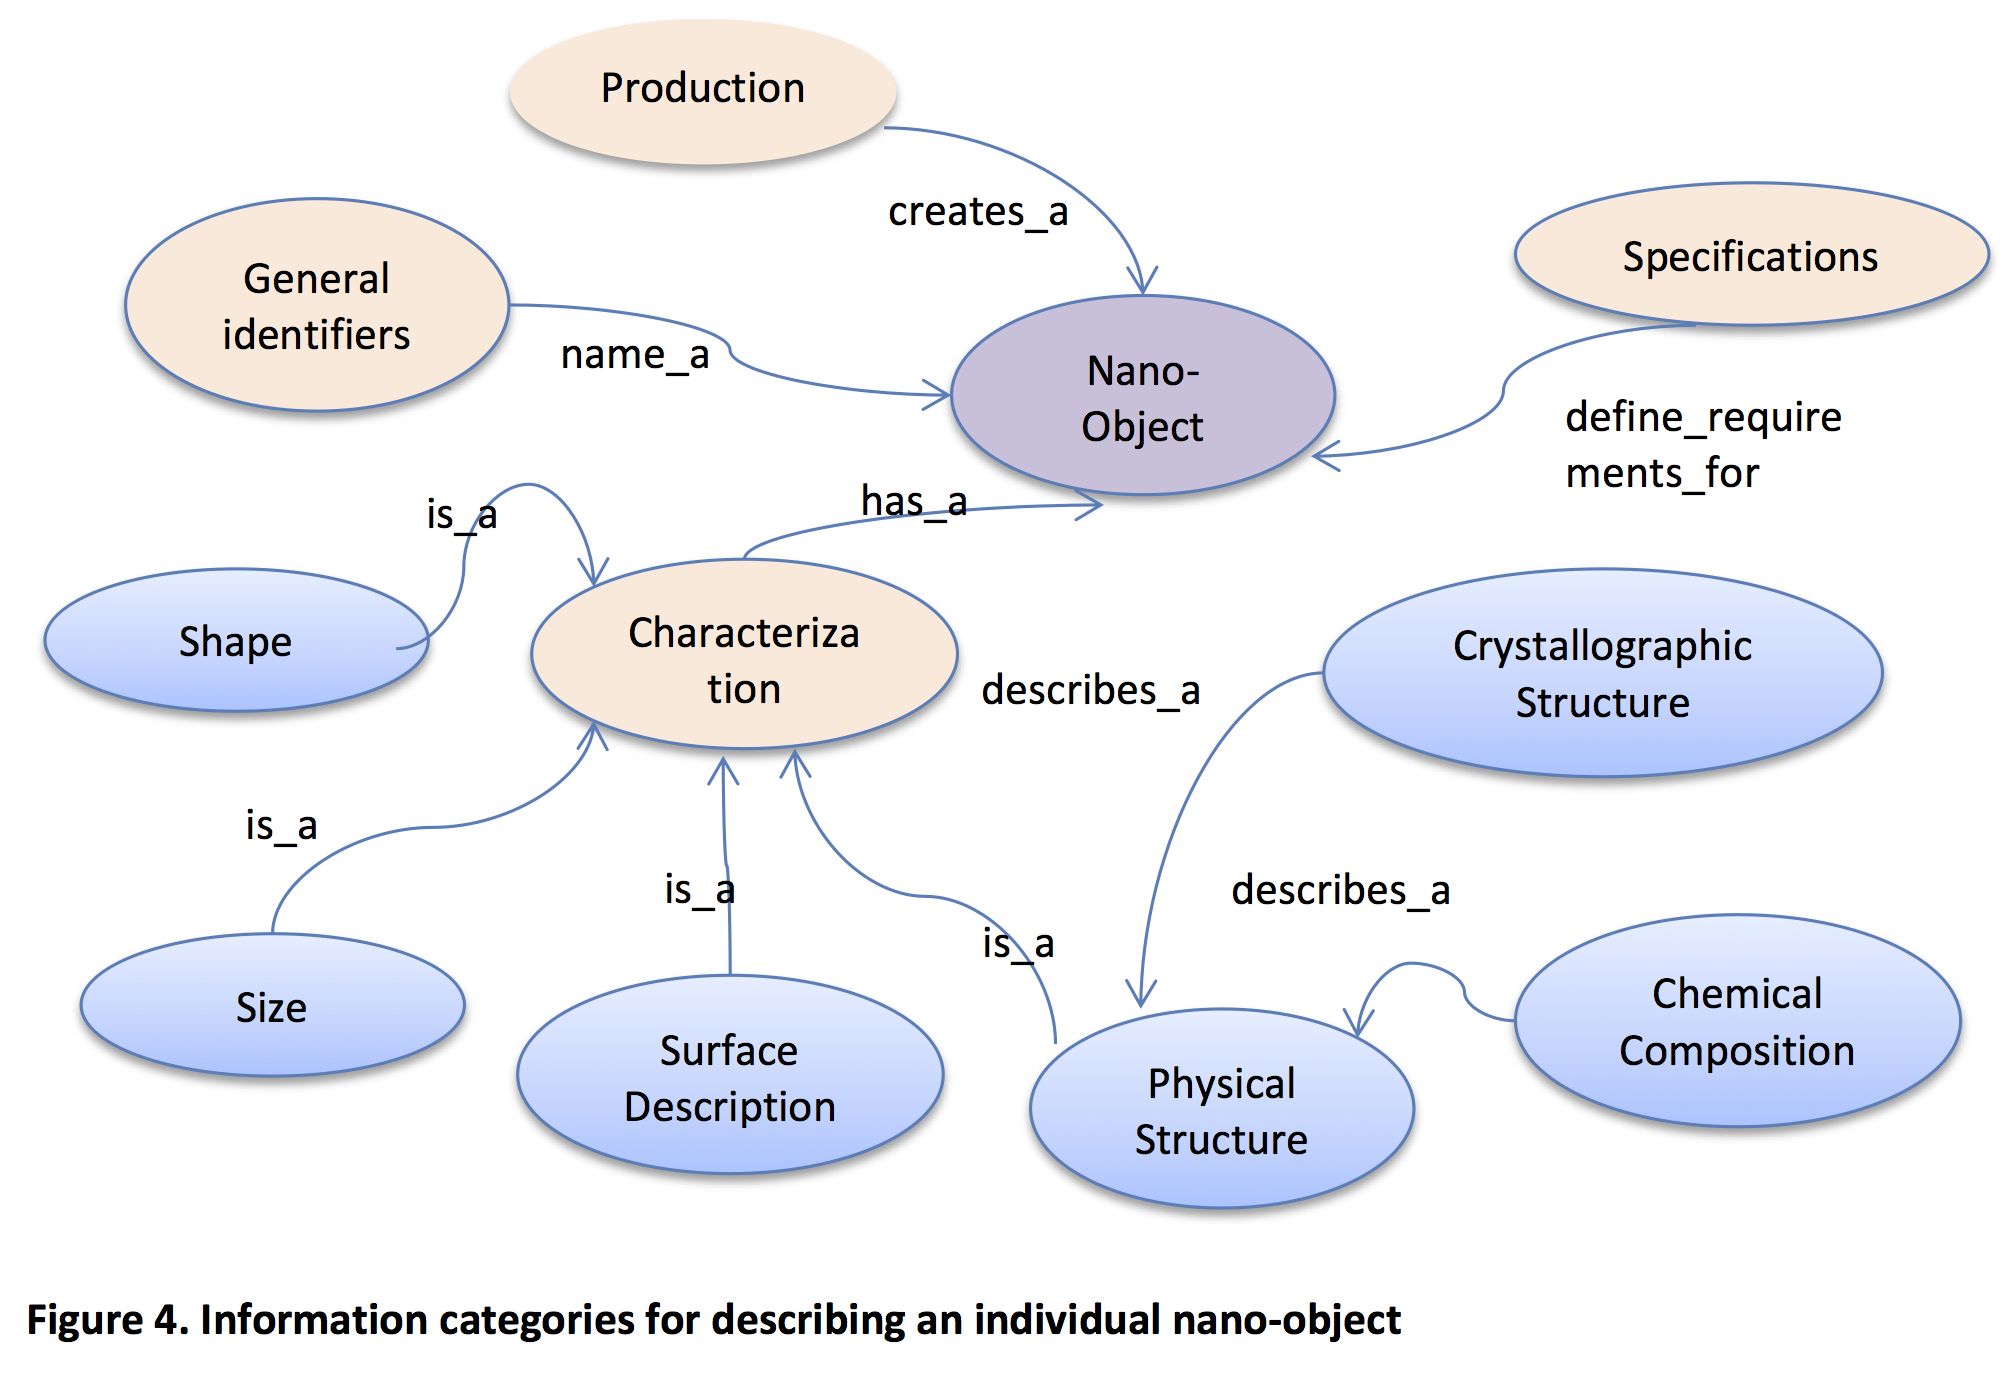 Production
creates_a
Specifications
General
identifiers
name_a
Nano-
Object
define_require
ments_for
has_a
is_a
Shape
Characteriza
tion
describes_a
Crystallographic
Structure
is_a
is_a
describes_a
is_a
Size
Surface
Description
Physical
Structure
Chemical
Composition
Figure 4. Information categories for describing an individual nano-object